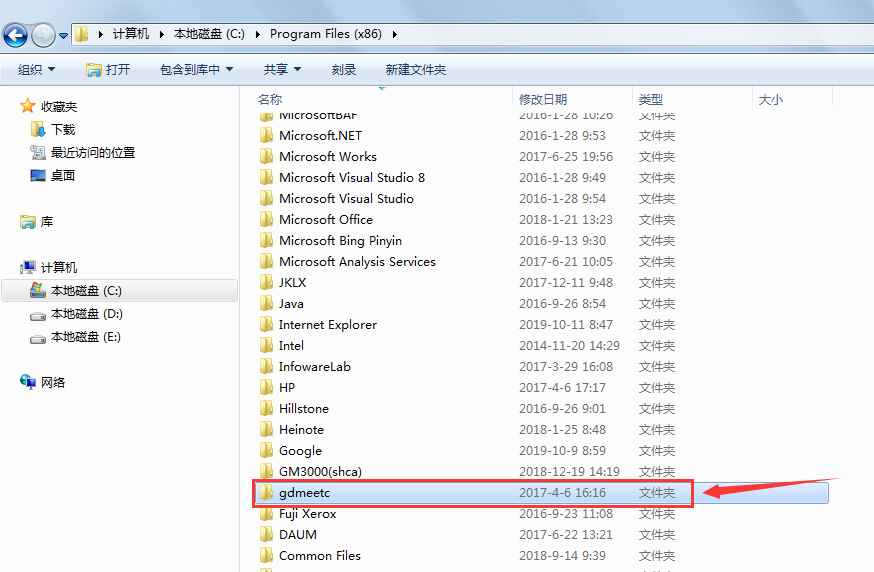 计算机 本地磁盘 (C:) Program Files (x86)
组织 打开 包含到库中 共享 刻录 新建文件夹
收藏夹
下载
最近访问的位置
桌面
库
计算机
本地磁盘 (C:)
本地磁盘 (D:)
本地磁盘 (E:)
网络
名称 修改日期 类型 大小
MicrosoftBAF 2016-1-28 10:26 文件夹
Microsoft.NET 2016-1-28 9:53 文件夹
Microsoft Works 2017-6-25 19:56 文件夹
Microsoft Visual Studio 8 2016-1-28 9:49 文件夹
Microsoft Visual Studio 2016-1-28 9:54 文件夹
Microsoft Office 2018-1-21 13:23 文件夹
Microsoft Bing Pinyin 2016-9-13 9:30 文件夹
Microsoft Analysis Services 2017-6-21 10:05 文件夹
JKLX 2017-12-11 9:48 文件夹
Java 2016-9-26 8:54 文件夹
Internet Explorer 2019-10-11 8:47 文件夹
Intel 2014-11-20 14:29 文件夹
InfowareLab 2017-3-29 16:08 文件夹
HP 2017-4-6 17:17 文件夹
Hillstone 2016-9-26 9:01 文件夹
Heinote 2018-1-25 8:48 文件夹
Google 2019-10-9 8:59 文件夹
GM3000(shca) 2018-12-19 14:19 文件夹
gdmeetc 2017-4-6 16:16 文件夹
Fuji Xerox 2016-9-23 11:08 文件夹
DAUM 2017-6-22 13:21 文件夹
Common Files 2018-9-14 9:39 文件夹